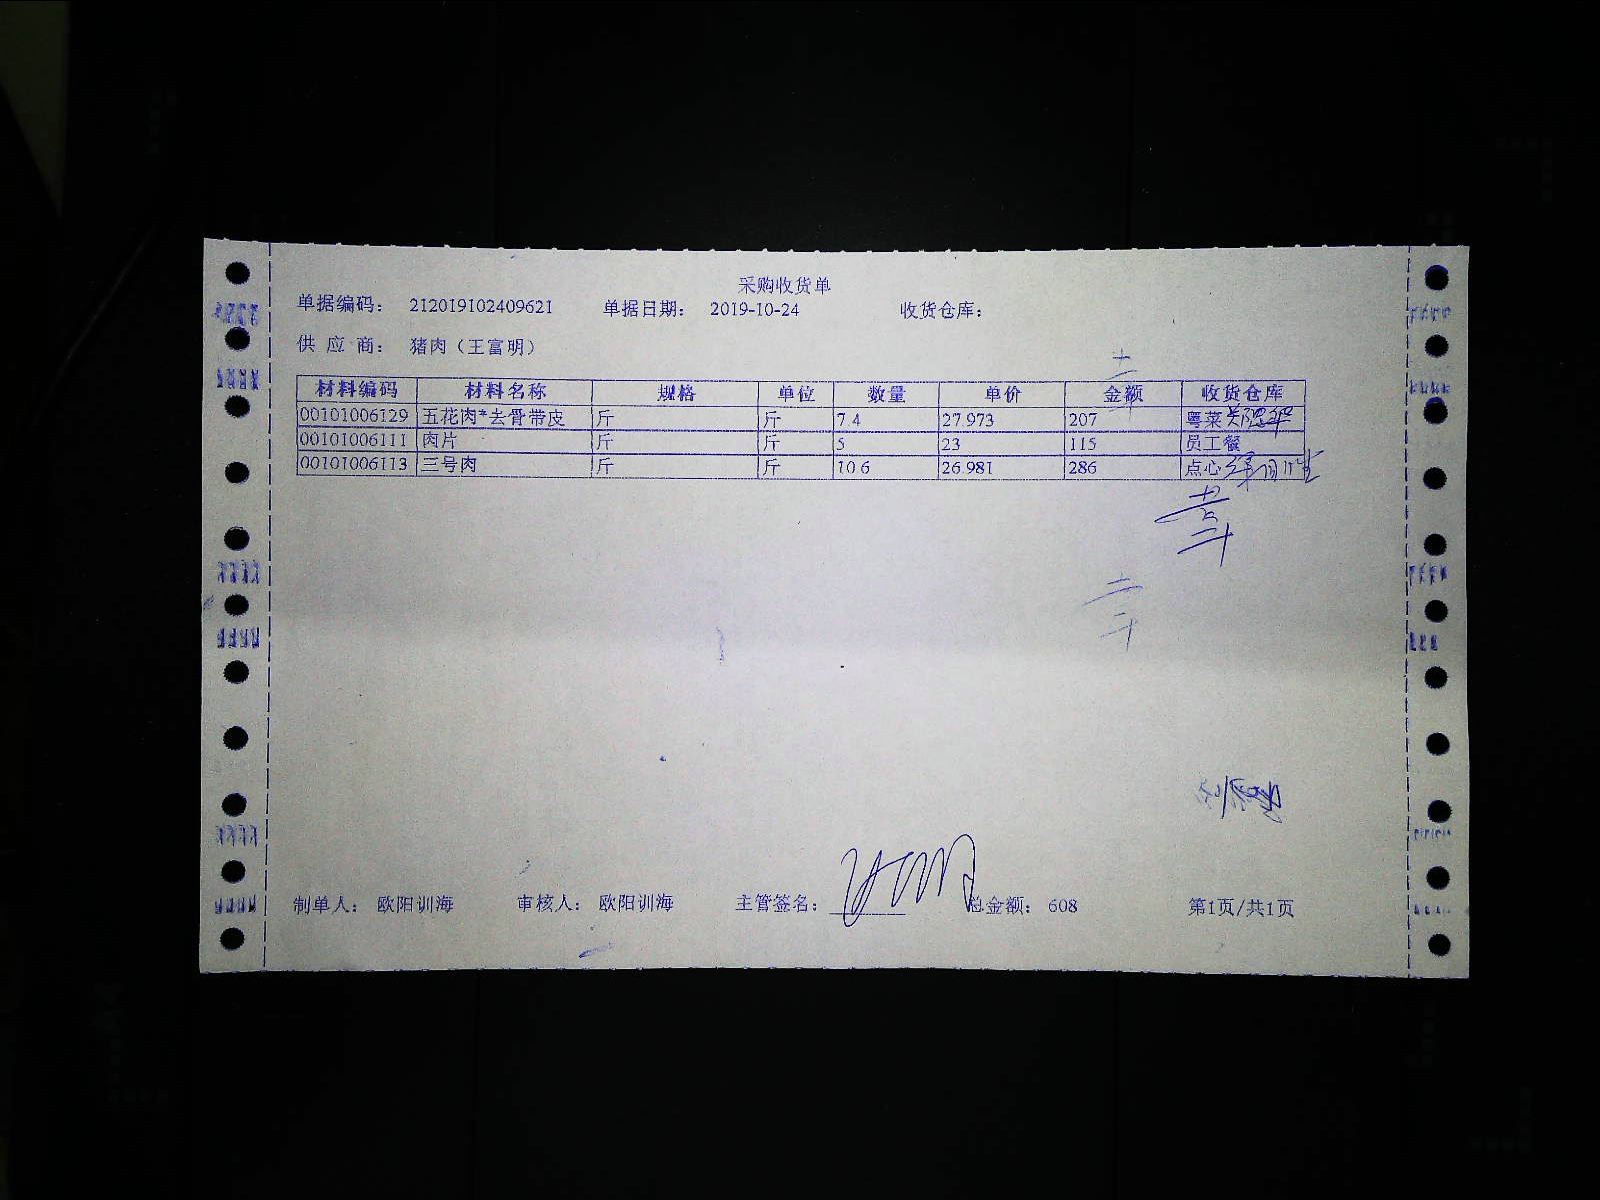 采购收货单
单据编码： 212019102409621 单据日期： 2019-10-24 收货仓库：
供 应 商： 猪肉（王富明）
材料编码 材料名称 规格 单位 数量 单价 金额 收货仓库
00101006129 五花肉*去骨带皮 斤 斤 7.4 27.973 207 粤菜
00101006111 肉片 斤 斤 5 23 115 员工餐
00101006113 三号肉 斤 斤 10.6 26.981 286 点心
制单人： 欧阳训海 审核人： 欧阳训海 主管签名： 总金额： 608 第1页/共1页